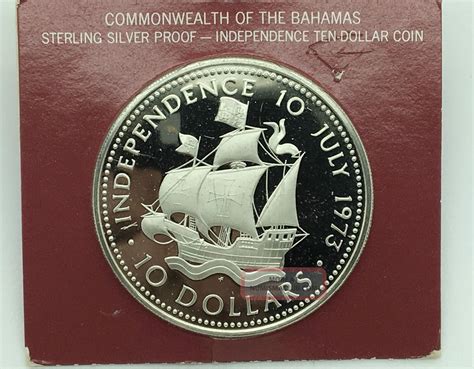 COMMONWEALTH OF THE BAHAMAS
STERLING SILVER PROOF — INDEPENDENCE TEN-DOLLAR COIN
INDEPENDENCE 10 JULY 1973
· 10 DOLLARS ·